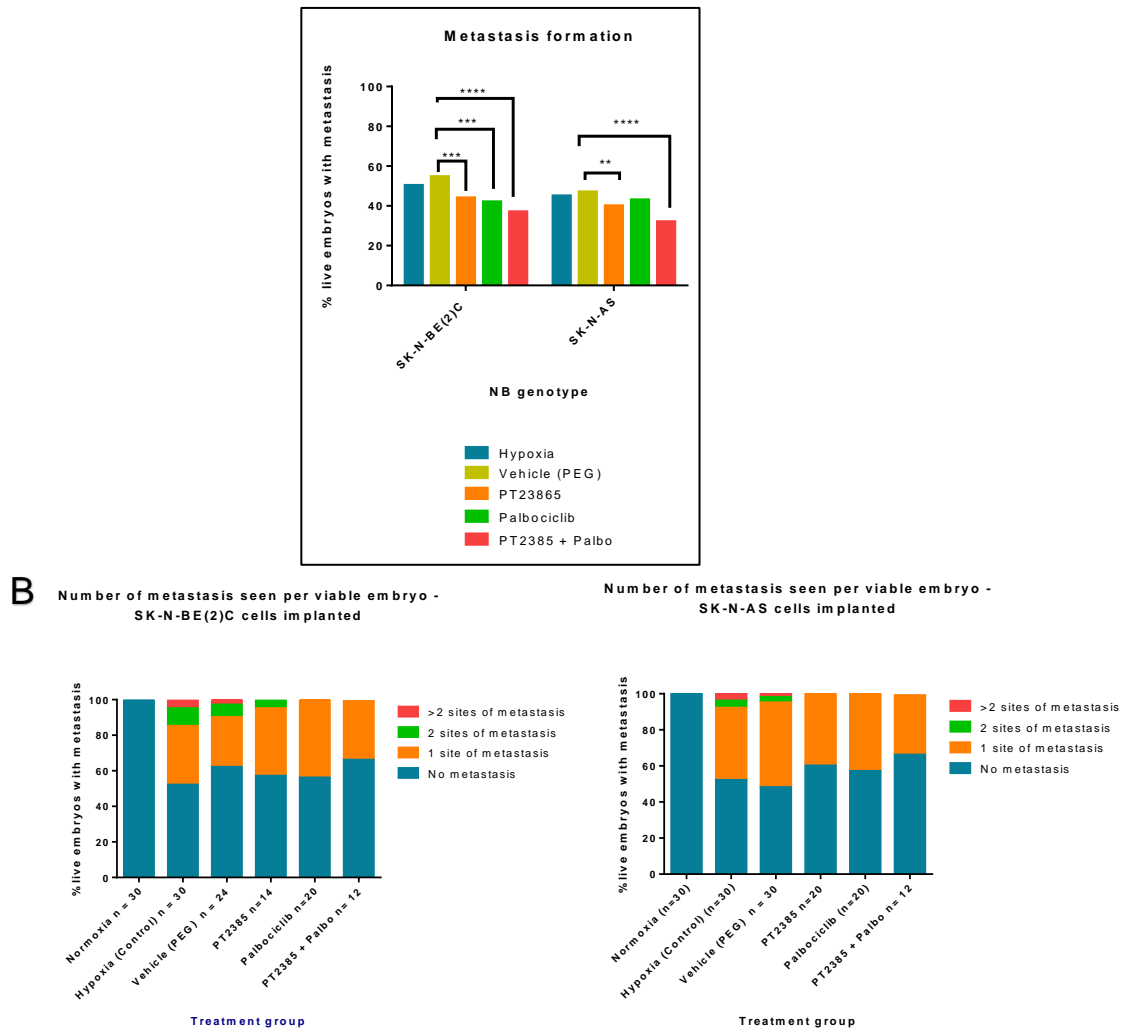 Metastasis formation
% live embryos with metastasis
100
80
60
40
20
0
****
***
***
****
**
SK-N-BE(2)C
SK-N-AS
NB genotype
Hypoxia
Vehicle (PEG)
PT23865
Palbociclib
PT2385 + Palbo
B
Number of metastasis seen per viable embryo -
SK-N-BE(2)C cells implanted
% live embryos with metastasis
100
80
60
40
20
0
Normoxia n = 30
Hypoxia (Control) n = 30
Vehicle (PEG) n = 24
PT2385 n=14
Palbociclib n=20
PT2385 + Palbo n= 12
Treatment group
>2 sites of metastasis
2 sites of metastasis
1 site of metastasis
No metastasis
Number of metastasis seen per viable embryo -
SK-N-AS cells implanted
% live embryos with metastasis
100
80
60
40
20
0
Normoxia (n=30)
Hypoxia (Control) (n=30)
Vehicle (PEG) n = 30
PT2385 n=20
Palbociclib (n=20)
PT2385 + Palbo n= 12
Treatment group
>2 sites of metastasis
2 sites of metastasis
1 site of metastasis
No metastasis